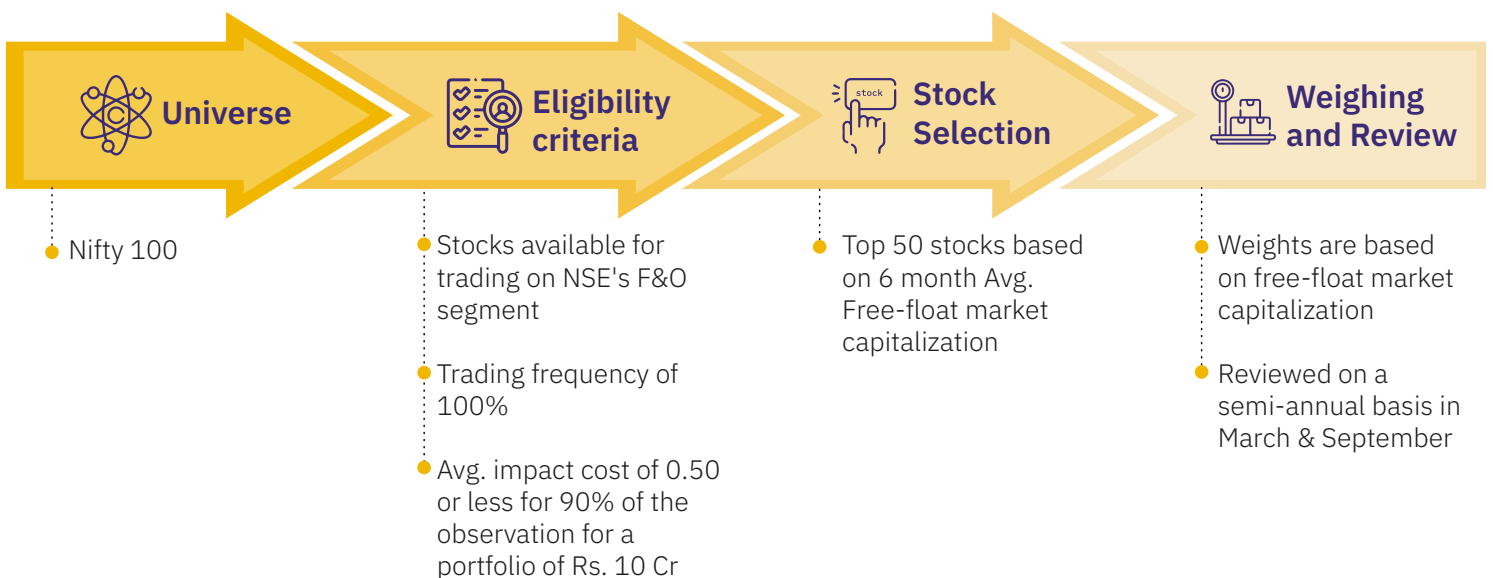 Universe
Nifty 100
Eligibility
criteria
Stocks available for
trading on NSE's F&O
segment
Trading frequency of
100%
Avg. impact cost of 0.50
or less for 90% of the
observation for a
portfolio of Rs. 10 Cr
stock
Stock
Selection
Top 50 stocks based
on 6 month Avg.
Free-float market
capitalization
Weighing
and Review
Weights are based
on free-float market
capitalization
Reviewed on a
semi-annual basis in
March & September